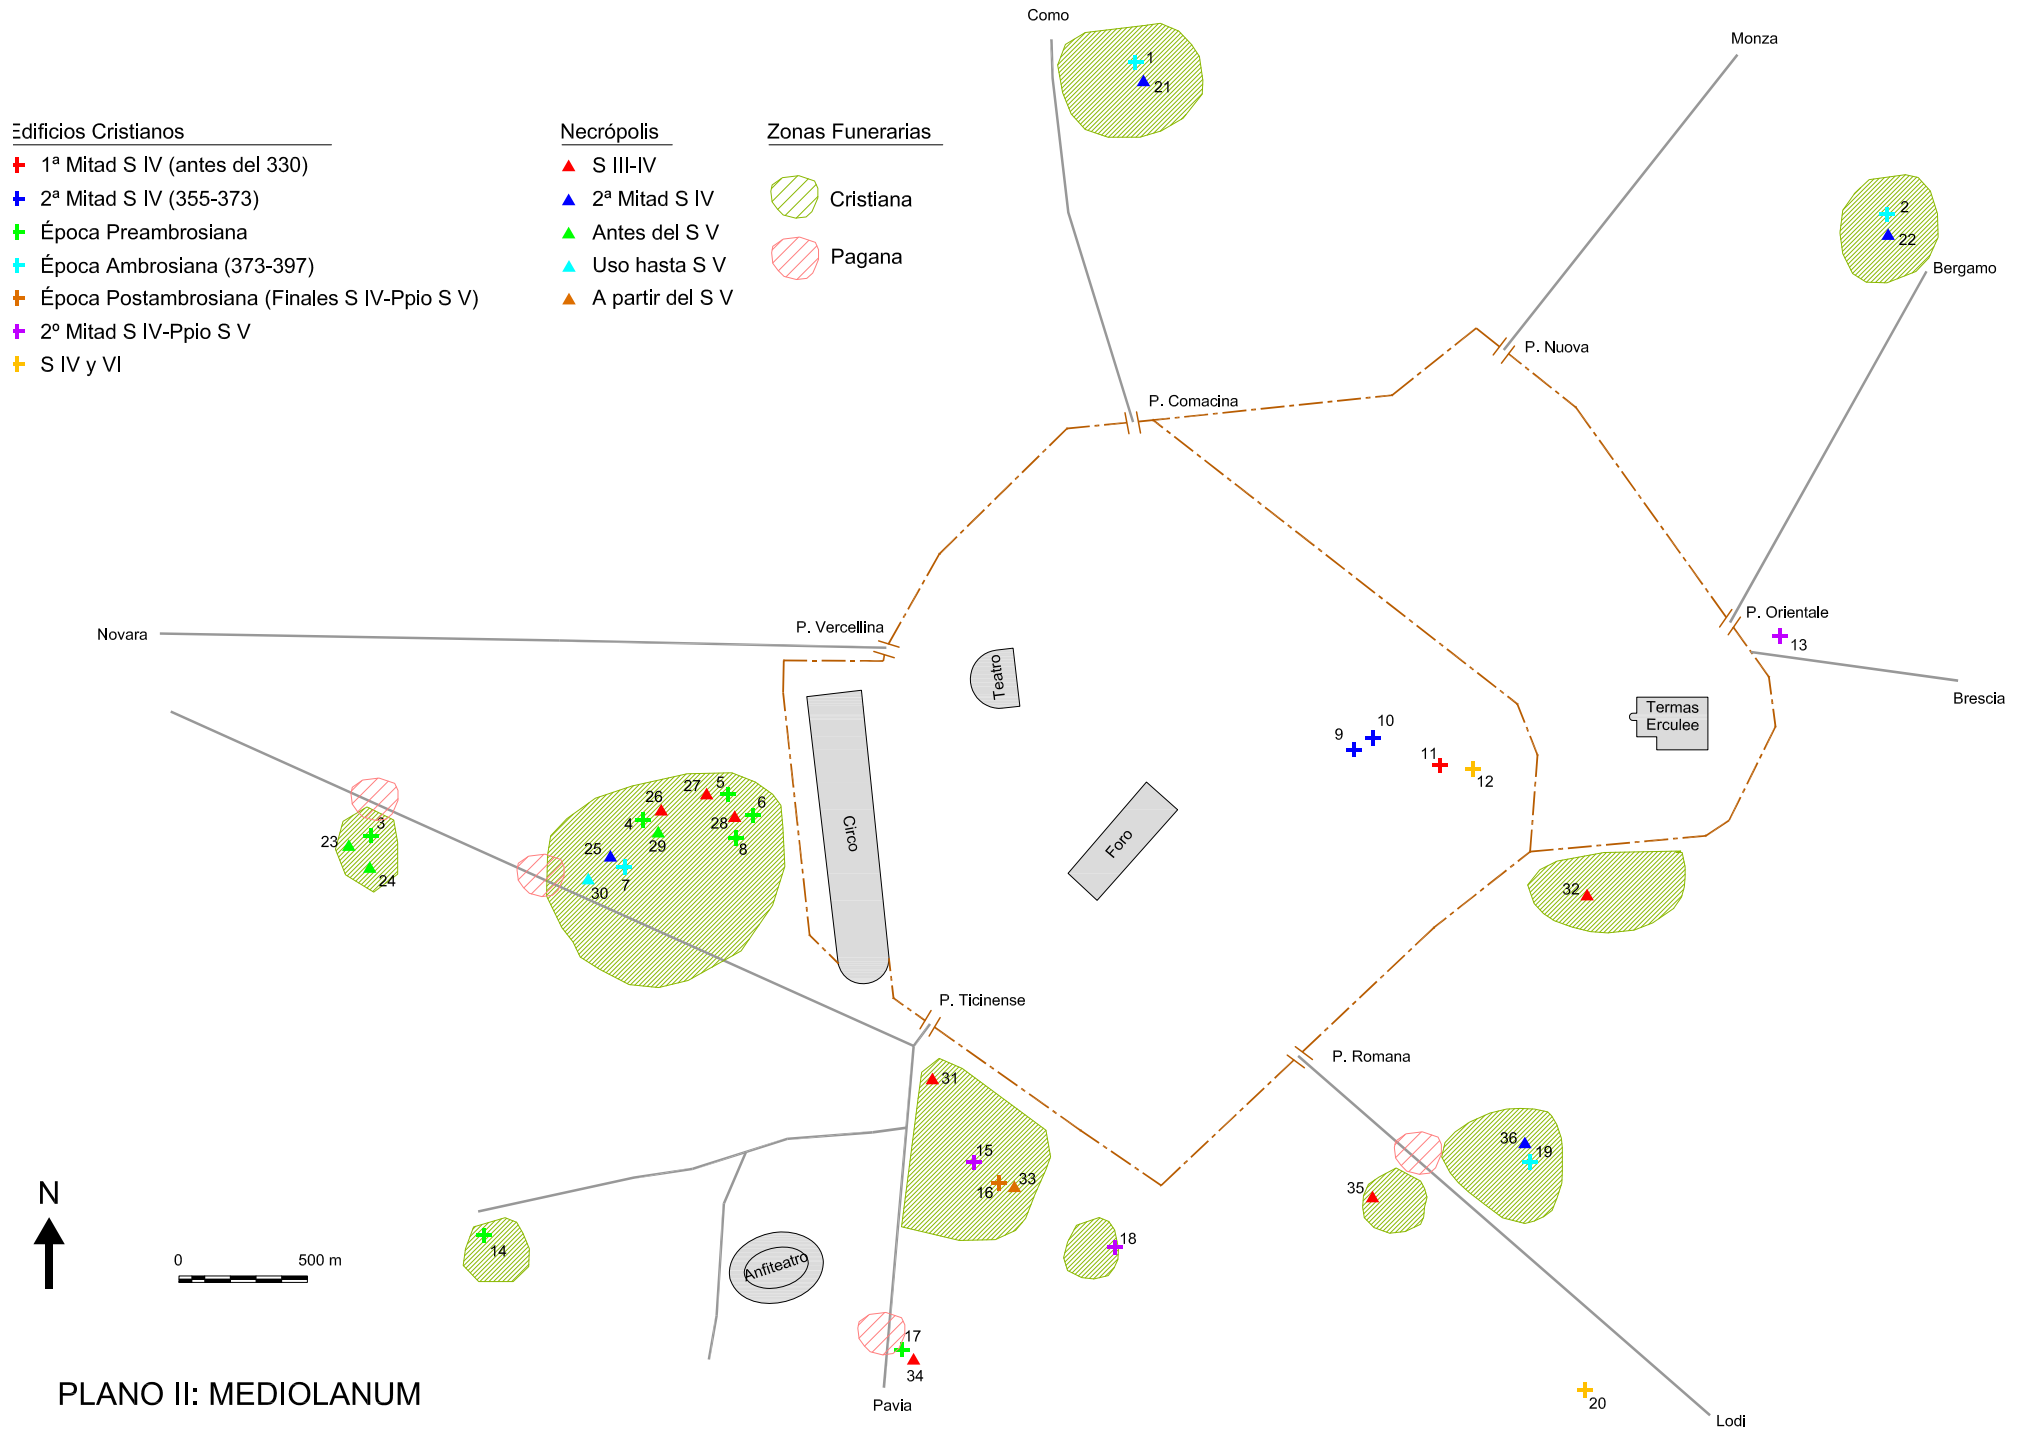 Como
Monza
1
21
Edificios Cristianos
1ª Mitad S IV (antes del 330)
2ª Mitad S IV (355-373)
Época Preambrosiana
Época Ambrosiana (373-397)
Época Postambrosiana (Finales S IV-Ppio S V)
2º Mitad S IV-Ppio S V
S IV y VI
Necrópolis
S III-IV
2ª Mitad S IV
Antes del S V
Uso hasta S V
A partir del S V
Zonas Funerarias
Cristiana
Pagana
2
22
Bergamo
P. Nuova
P. Comacina
P. Orientale
13
Brescia
Novara
P. Vercellina
Teatro
Termas
Erculee
9
10
11
12
Circo
Foro
3
23
24
27
5
26
6
4
28
29
8
25
7
30
32
P. Ticinense
P. Romana
31
15
16
33
18
36
19
35
14
Anfiteatro
17
34
Pavia
20
Lodi
N
0
500 m
PLANO II: MEDIOLANUM